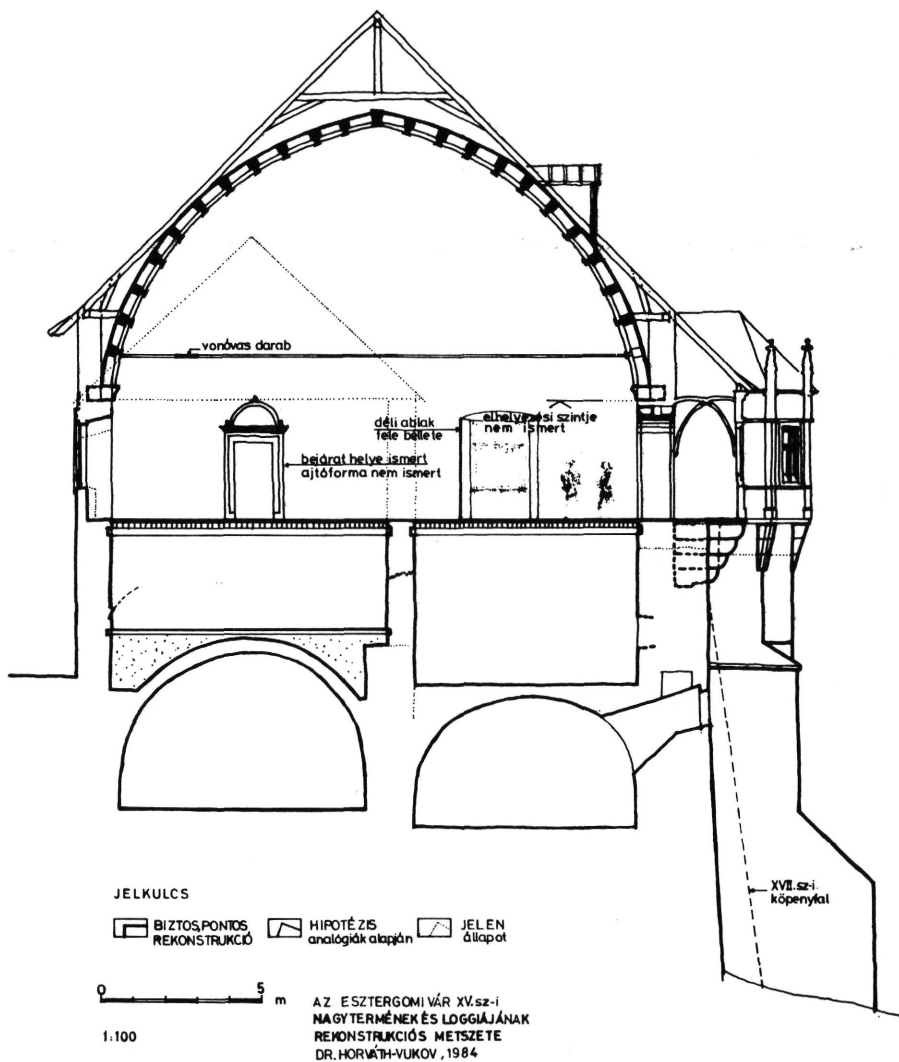 vonóvas darab
déli ablak
fele béllete
elhelyezési szintje
nem ismert
bejárat helye ismert
ajtóforma nem ismert
XVII.sz-i
köpenyfal
JELKULCS
BIZTOS,PONTOS
REKONSTRUKCIÓ
HIPOTÉZIS
analógiák alapján
JELEN
állapot
0 5 m
1:100
AZ ESZTERGOMI VÁR XV.sz-i
NAGYTERMÉNEK ÉS LOGGIÁJÁNAK
REKONSTRUKCIÓS METSZETE
DR. HORVÁTH-VUKOV, 1984